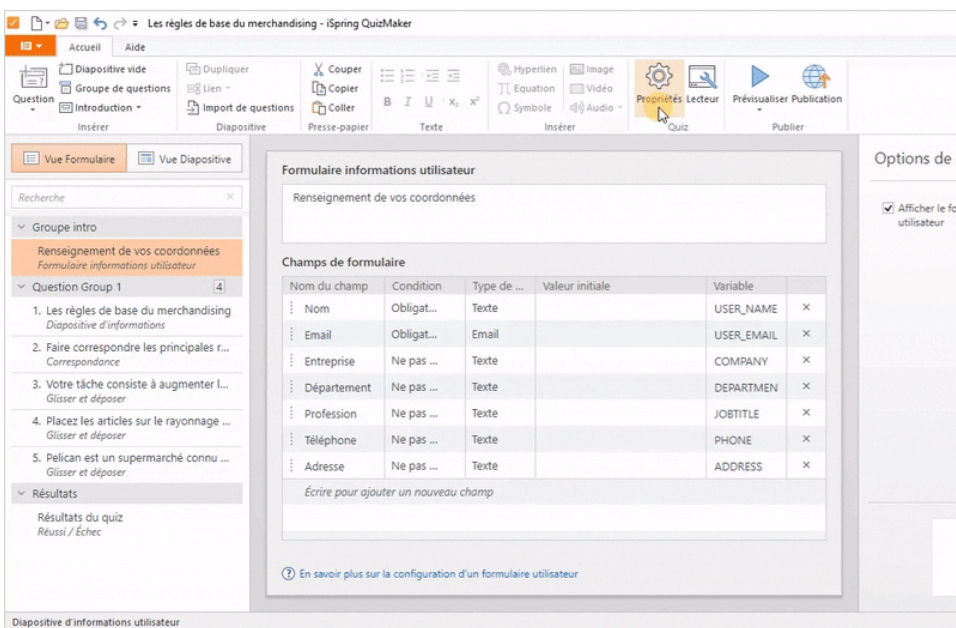 Les règles de base du merchandising - iSpring QuizMaker
Accueil Aide
Question
Diapositive vide
Groupe de questions
Introduction
Insérer
Dupliquer
Lien
Import de questions
Diapositive
Couper
Copier
Coller
Presse-papier
B I U X₂ X²
Texte
Hyperlien
Equation
Symbole
Image
Vidéo
Audio
Insérer
Propriétés Lecteur
Quiz
Prévisualiser Publication
Publier
Vue Formulaire Vue Diapositive
Recherche
Groupe intro
Renseignement de vos coordonnées
Formulaire informations utilisateur
Question Group 1 4
1. Les règles de base du merchandising
Diapositive d'informations
2. Faire correspondre les principales r...
Correspondance
3. Votre tâche consiste à augmenter l...
Glisser et déposer
4. Placez les articles sur le rayonnage ...
Glisser et déposer
5. Pelican est un supermarché connu ...
Glisser et déposer
Résultats
Résultats du quiz
Réussi / Échec
Formulaire informations utilisateur
Renseignement de vos coordonnées
Champs de formulaire
Nom du champ Condition Type de ... Valeur initiale Variable
Nom Obligat... Texte USER_NAME
Email Obligat... Email USER_EMAIL
Entreprise Ne pas ... Texte COMPANY
Département Ne pas ... Texte DEPARTMEN
Profession Ne pas ... Texte JOBTITLE
Téléphone Ne pas ... Texte PHONE
Adresse Ne pas ... Texte ADDRESS
Écrire pour ajouter un nouveau champ
? En savoir plus sur la configuration d'un formulaire utilisateur
Options de
Afficher le fo
utilisateur
Diapositive d'informations utilisateur